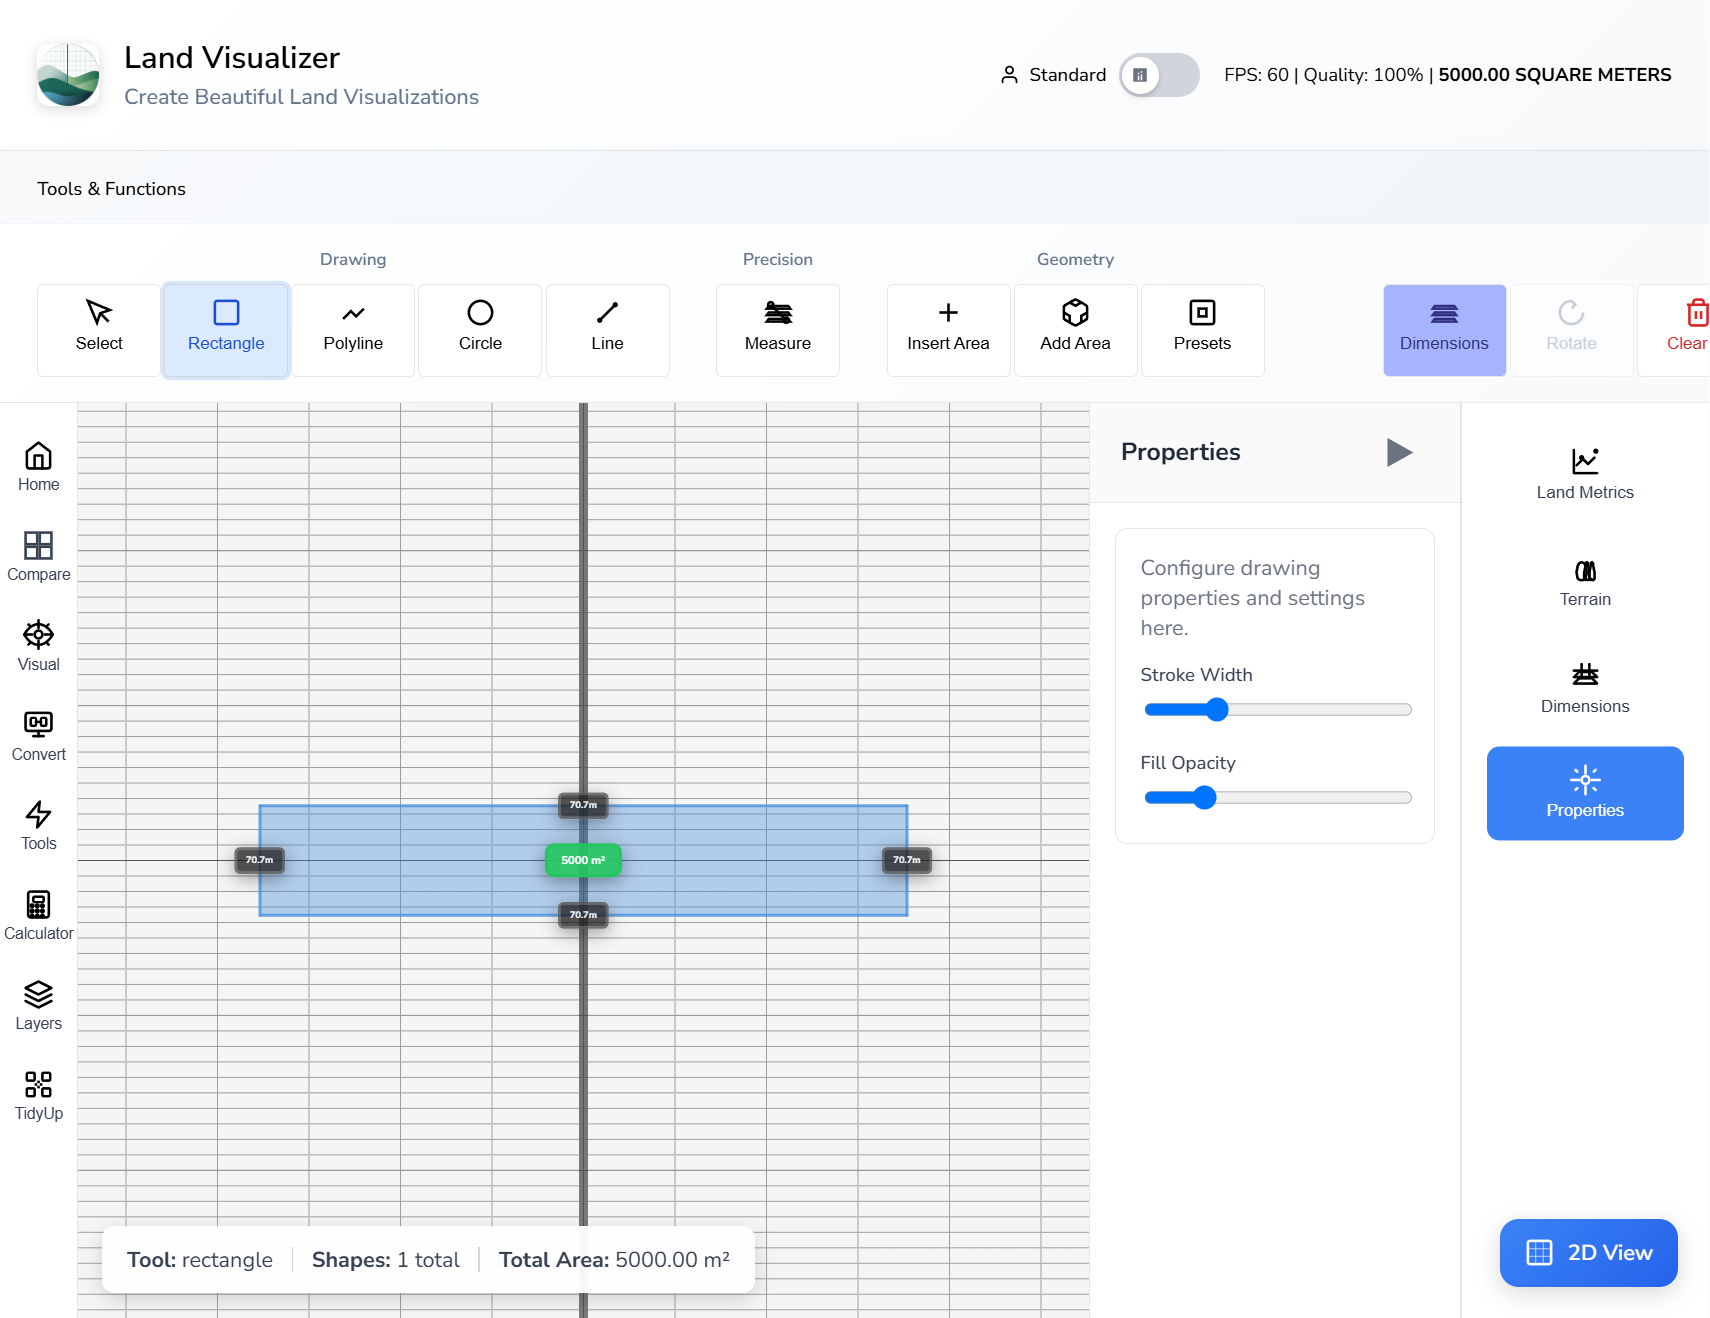 Land Visualizer
Create Beautiful Land Visualizations
Standard
FPS: 60 | Quality: 100% | 5000.00 SQUARE METERS
Tools & Functions
Drawing
Precision
Geometry
Select
Rectangle
Polyline
Circle
Line
Measure
Insert Area
Add Area
Presets
Dimensions
Rotate
Clear
Home
Compare
Visual
Convert
Tools
Calculator
Layers
TidyUp
70.7m
70.7m
5000 m²
70.7m
70.7m
Tool: rectangle
Shapes: 1 total
Total Area: 5000.00 m²
Properties
Configure drawing
properties and settings
here.
Stroke Width
Fill Opacity
Land Metrics
Terrain
Dimensions
Properties
2D View